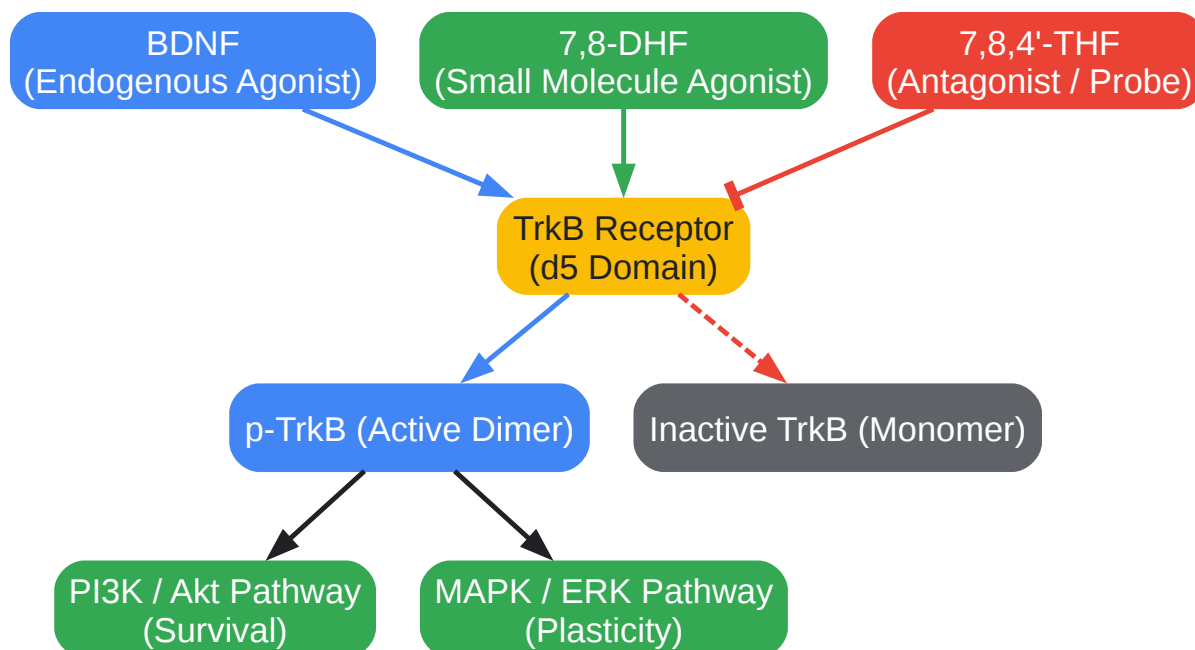 BDNF
(Endogenous Agonist)
7,8-DHF
(Small Molecule Agonist)
7,8,4'-THF
(Antagonist / Probe)
TrkB Receptor
(d5 Domain)
p-TrkB (Active Dimer)
Inactive TrkB (Monomer)
PI3K / Akt Pathway
(Survival)
MAPK / ERK Pathway
(Plasticity)